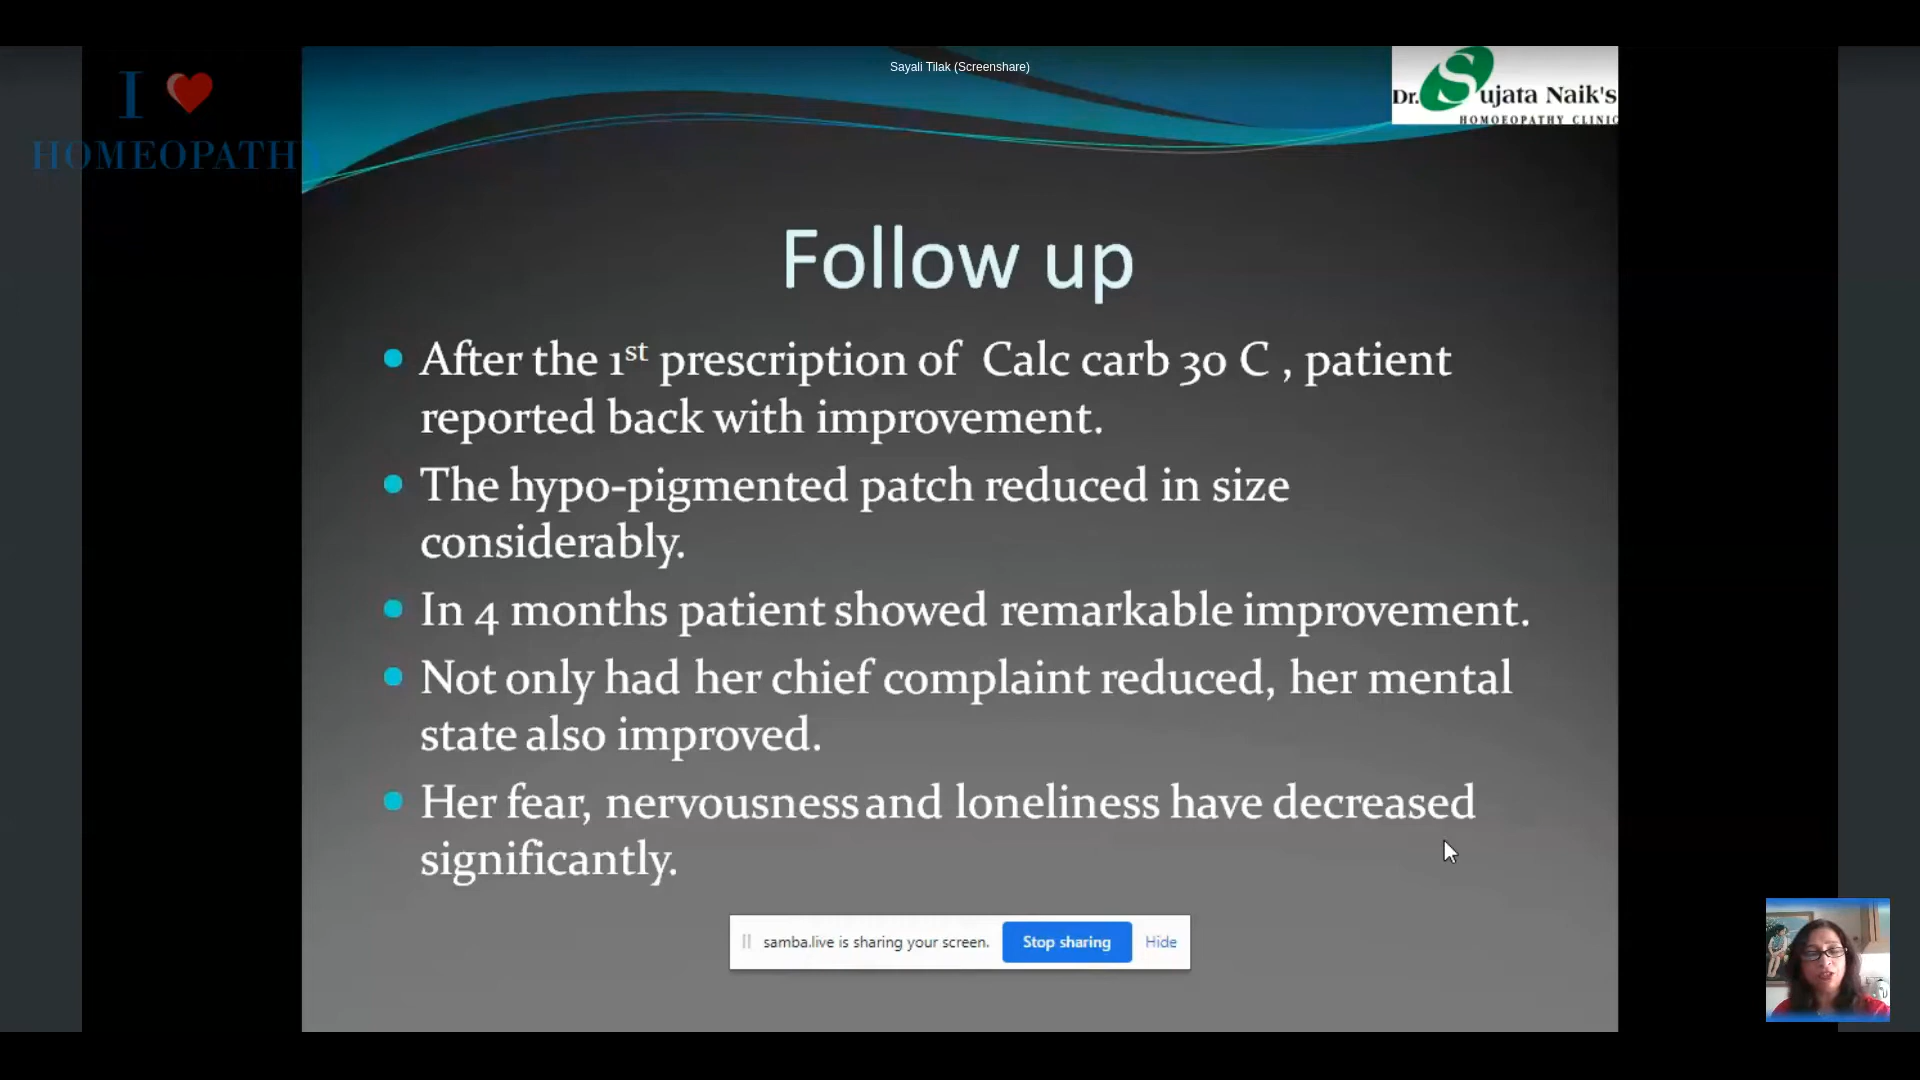 Sayali Tilak (Screenshare)
I
HOMEOPATHY
Dr. Sujata Naik's
HOMOEOPATHY CLINIC
Follow up
After the 1st prescription of Calc carb 30 C , patient
reported back with improvement.
The hypo-pigmented patch reduced in size
considerably.
In 4 months patient showed remarkable improvement.
Not only had her chief complaint reduced, her mental
state also improved.
Her fear, nervousness and loneliness have decreased
significantly.
samba.live is sharing your screen. Stop sharing Hide